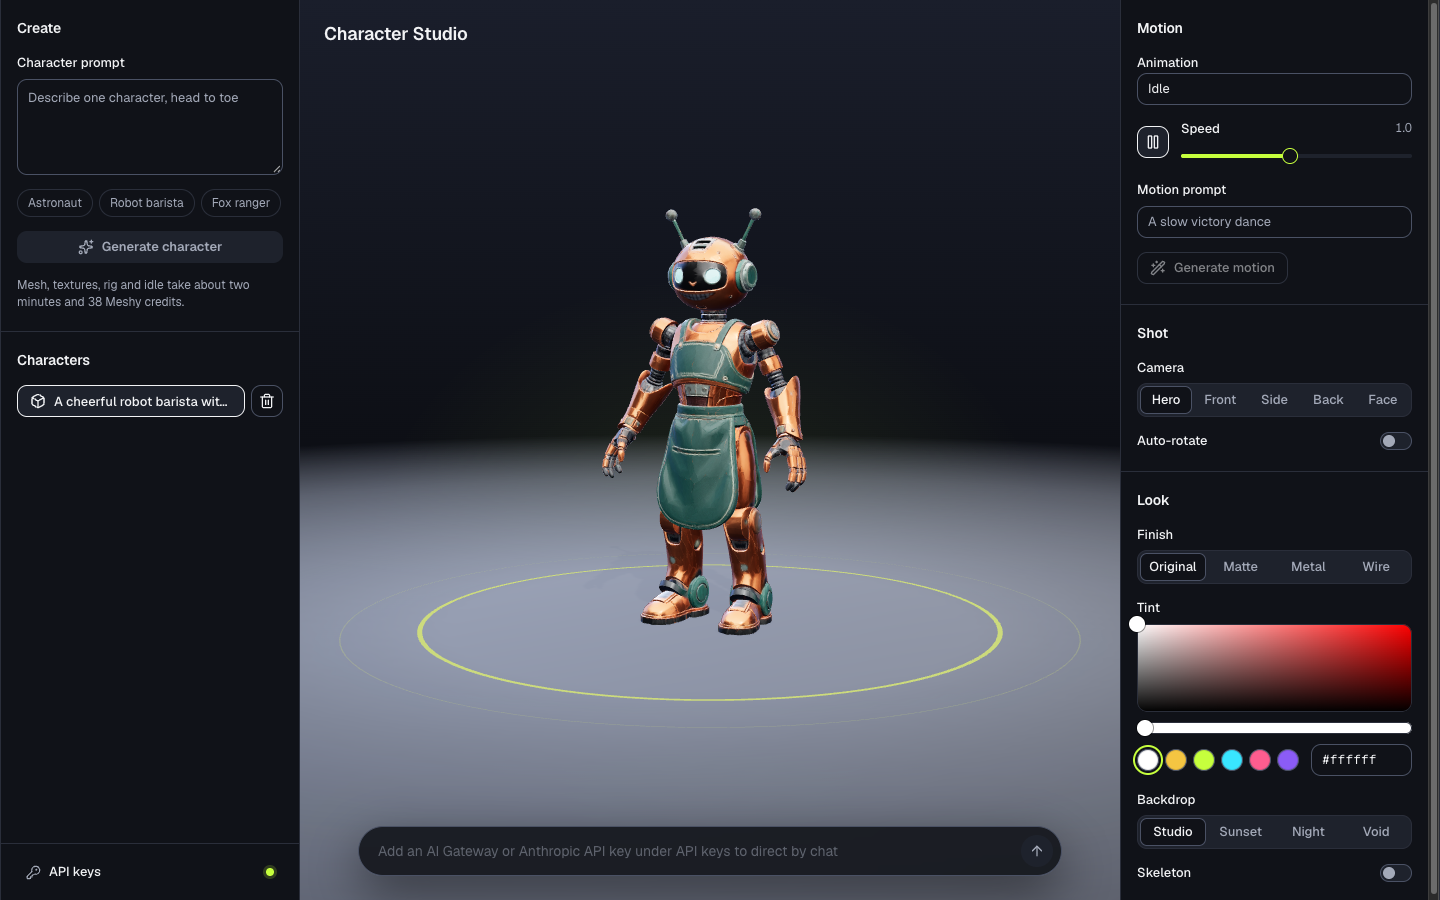 Create
Character prompt
Describe one character, head to toe
Astronaut
Robot barista
Fox ranger
Generate character
Mesh, textures, rig and idle take about two
minutes and 38 Meshy credits.
Characters
A cheerful robot barista wit...
API keys
Character Studio
Add an AI Gateway or Anthropic API key under API keys to direct by chat
Motion
Animation
Idle
Speed
1.0
Motion prompt
A slow victory dance
Generate motion
Shot
Camera
Hero
Front
Side
Back
Face
Auto-rotate
Look
Finish
Original
Matte
Metal
Wire
Tint
#ffffff
Backdrop
Studio
Sunset
Night
Void
Skeleton